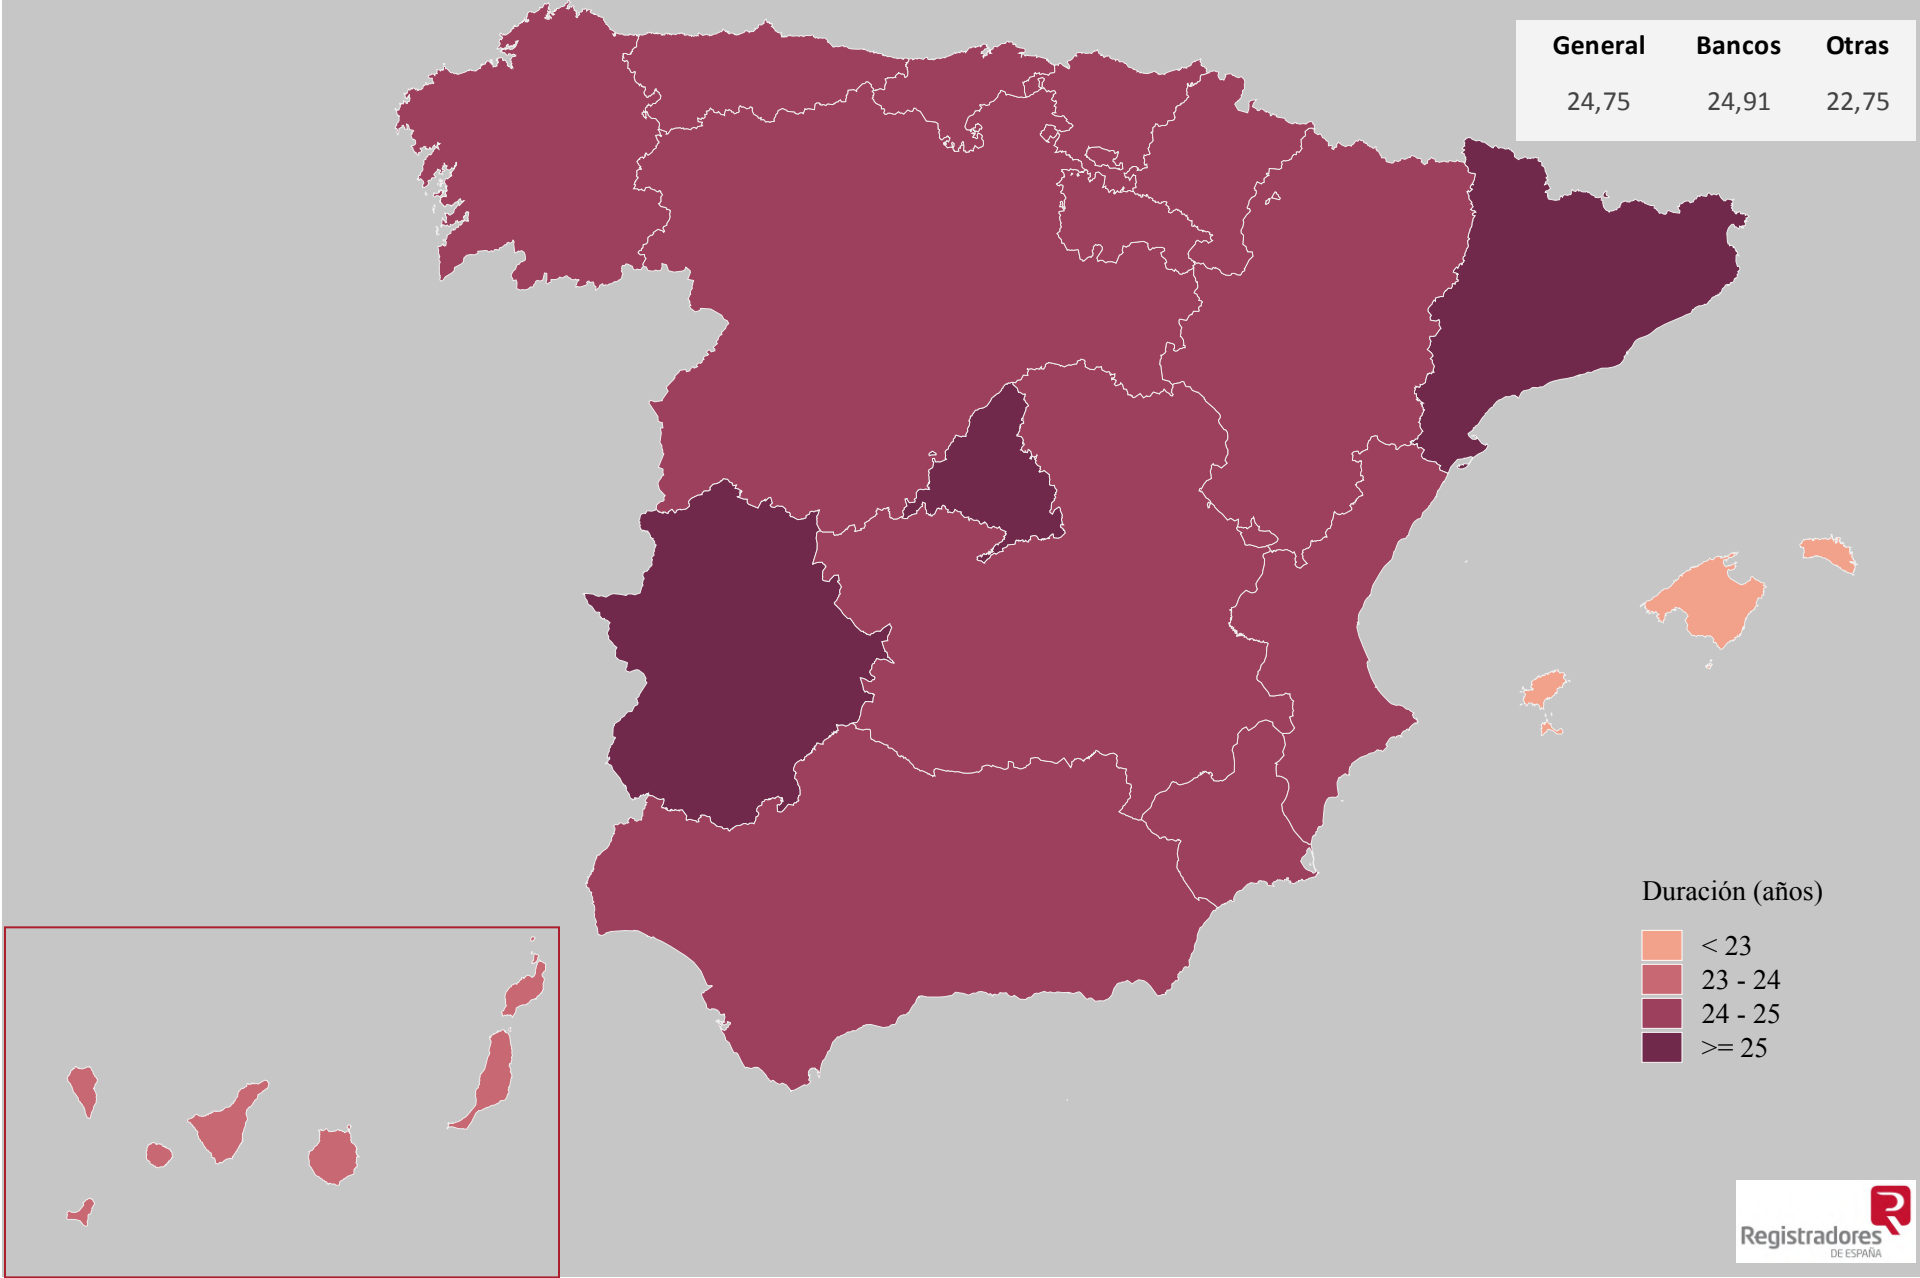 General Bancos Otras
24,75 24,91 22,75
Duración (años)
< 23
23 - 24
24 - 25
>= 25
Registradores
DE ESPAÑA